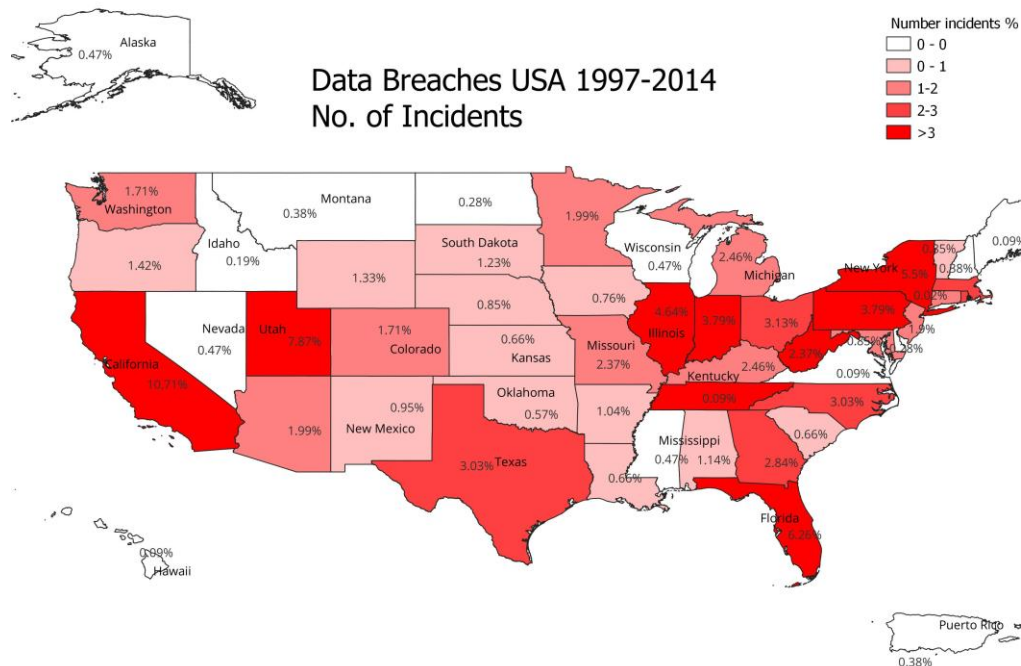 Number incidents %
0 - 0
0 - 1
1-2
2-3
>3
Data Breaches USA 1997-2014
No. of Incidents
Alaska
0.47%
1.71%
Washington
Montana
0.38%
0.28%
1.99%
Idaho
0.19%
1.42%
1.33%
South Dakota
1.23%
Wisconsin
0.47%
2.46%
Michigan
New York
5.5%
0.09%
0.38%
0.02%
Nevada
0.47%
Utah
7.87%
California
10.71%
1.71%
Colorado
0.85%
0.76%
0.66%
Kansas
Missouri
2.37%
4.64%
Illinois
3.79%
3.13%
3.79%
1.9%
0.85%
2.37%
2.46%
Kentucky
0.09%
1.99%
0.95%
New Mexico
Oklahoma
0.57%
1.04%
0.09%
3.03%
0.66%
3.03%
Texas
0.66%
Mississippi
0.47%
1.14%
2.84%
Florida
6.26%
0.09%
Hawaii
Puerto Rico
0.38%